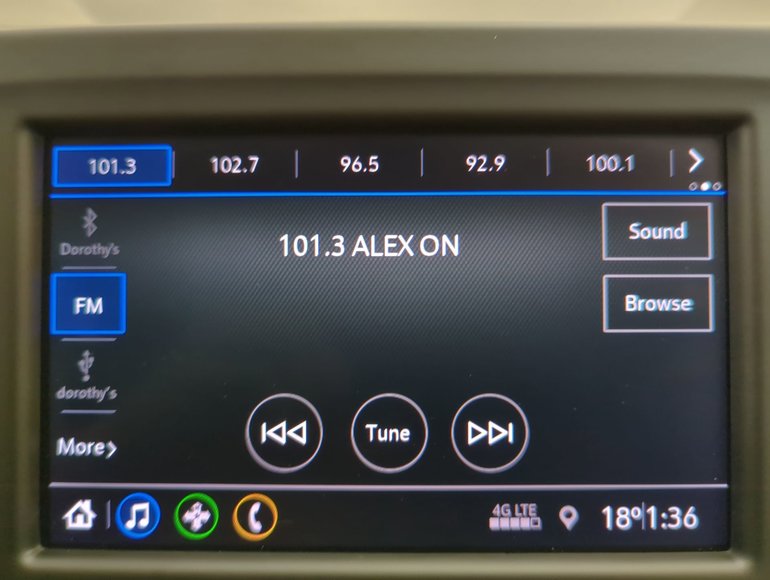 101.3 102.7 96.5 92.9 100.1
Dorothy's
101.3 ALEX ON
Sound
FM
Browse
dorothy's
More
Tune
4G LTE
18° 1:36